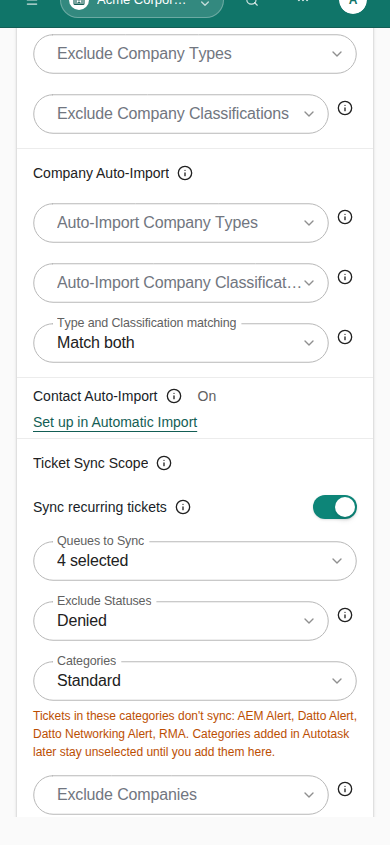 Acme Corpor...
A
Exclude Company Types
Exclude Company Classifications
Company Auto-Import
Auto-Import Company Types
Auto-Import Company Classificat...
Type and Classification matching
Match both
Contact Auto-Import On
Set up in Automatic Import
Ticket Sync Scope
Sync recurring tickets
Queues to Sync
4 selected
Exclude Statuses
Denied
Categories
Standard
Tickets in these categories don't sync: AEM Alert, Datto Alert,
Datto Networking Alert, RMA. Categories added in Autotask
later stay unselected until you add them here.
Exclude Companies